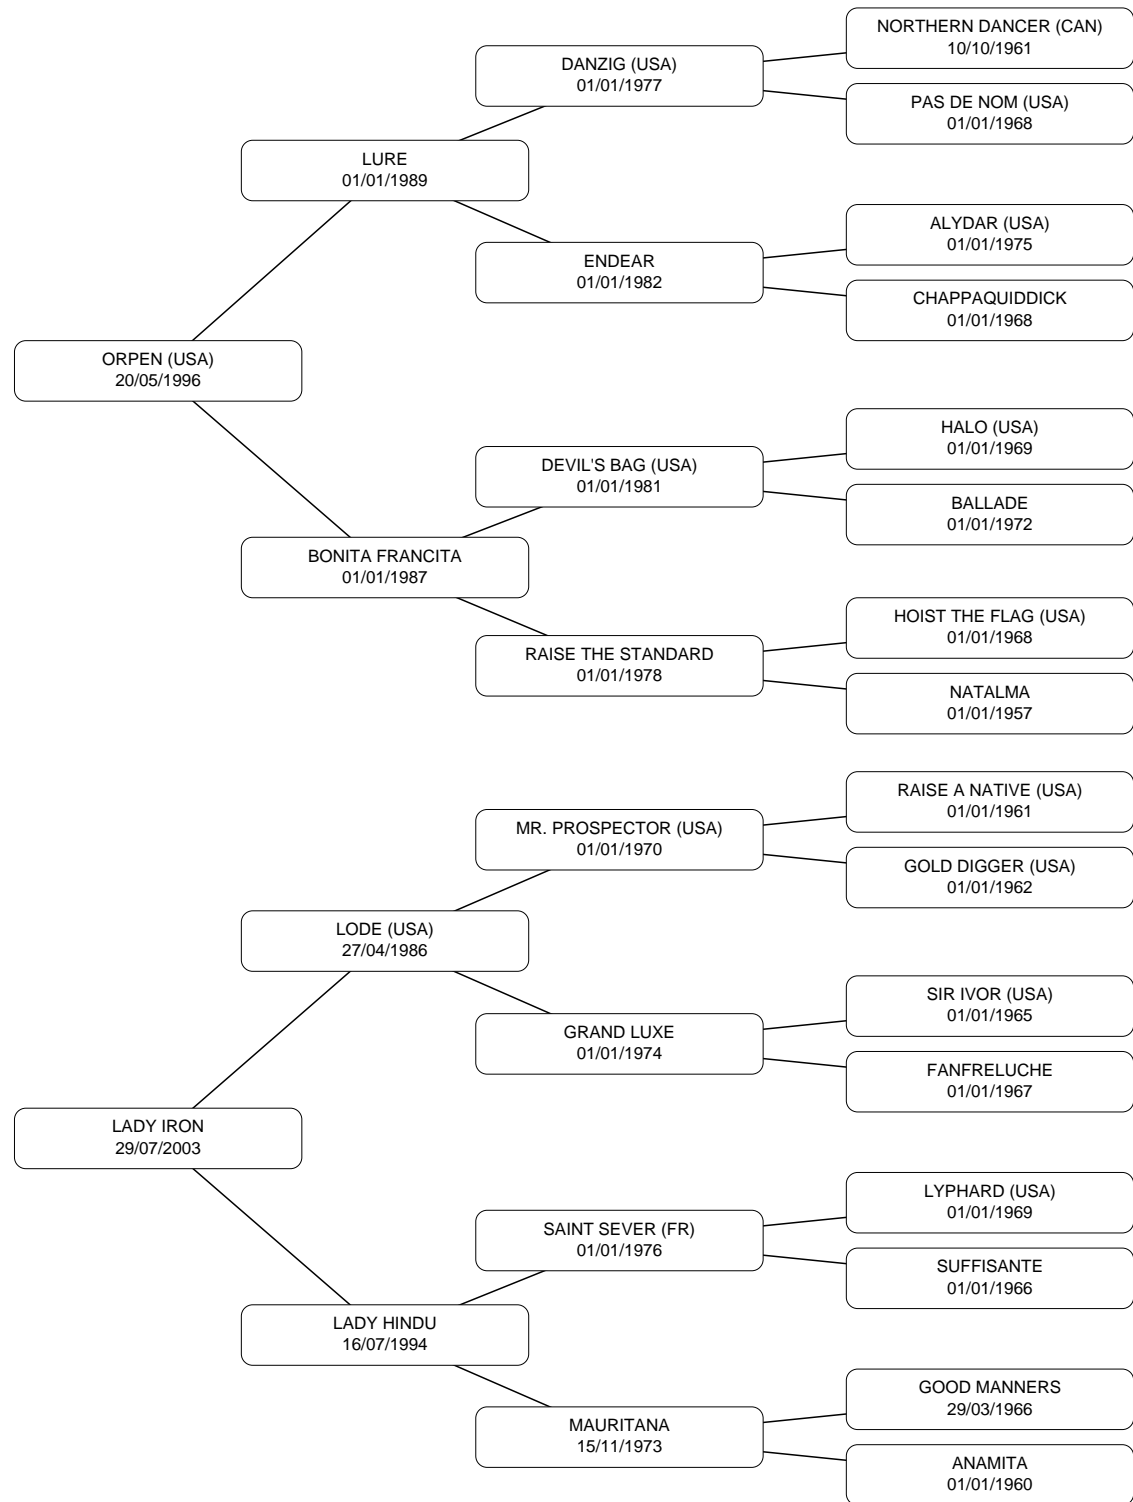 NORTHERN DANCER (CAN)
10/10/1961
DANZIG (USA)
01/01/1977
PAS DE NOM (USA)
01/01/1968
LURE
01/01/1989
ALYDAR (USA)
01/01/1975
ENDEAR
01/01/1982
CHAPPAQUIDDICK
01/01/1968
ORPEN (USA)
20/05/1996
HALO (USA)
01/01/1969
DEVIL'S BAG (USA)
01/01/1981
BALLADE
01/01/1972
BONITA FRANCITA
01/01/1987
HOIST THE FLAG (USA)
01/01/1968
RAISE THE STANDARD
01/01/1978
NATALMA
01/01/1957
RAISE A NATIVE (USA)
01/01/1961
MR. PROSPECTOR (USA)
01/01/1970
GOLD DIGGER (USA)
01/01/1962
LODE (USA)
27/04/1986
SIR IVOR (USA)
01/01/1965
GRAND LUXE
01/01/1974
FANFRELUCHE
01/01/1967
LADY IRON
29/07/2003
LYPHARD (USA)
01/01/1969
SAINT SEVER (FR)
01/01/1976
SUFFISANTE
01/01/1966
LADY HINDU
16/07/1994
GOOD MANNERS
29/03/1966
MAURITANA
15/11/1973
ANAMITA
01/01/1960